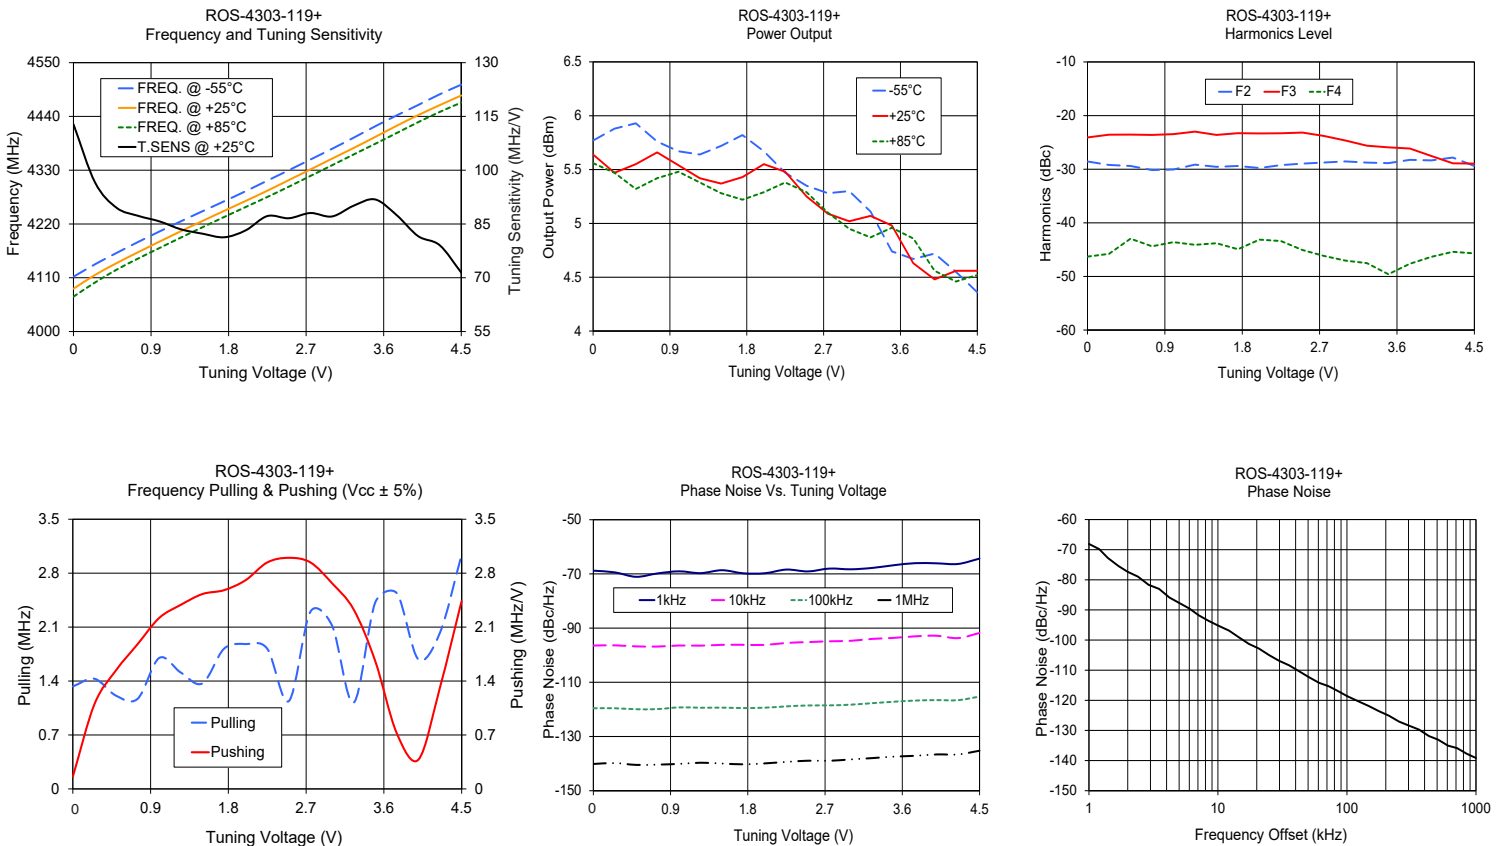 ROS-4303-119+
Frequency and Tuning Sensitivity
4550
4440
4330
4220
4110
4000
130
115
100
85
70
55
0
0.9
1.8
2.7
3.6
4.5
Frequency (MHz)
Tuning Sensitivity (MHz/V)
Tuning Voltage (V)
FREQ. @ -55°C
FREQ. @ +25°C
FREQ. @ +85°C
T.SENS @ +25°C
ROS-4303-119+
Power Output
6.5
6
5.5
5
4.5
4
0
0.9
1.8
2.7
3.6
4.5
Output Power (dBm)
Tuning Voltage (V)
-55°C
+25°C
+85°C
ROS-4303-119+
Harmonics Level
-10
-20
-30
-40
-50
-60
0
0.9
1.8
2.7
3.6
4.5
Harmonics (dBc)
Tuning Voltage (V)
F2
F3
F4
ROS-4303-119+
Frequency Pulling & Pushing (Vcc ± 5%)
3.5
2.8
2.1
1.4
0.7
0
3.5
2.8
2.1
1.4
0.7
0
0
0.9
1.8
2.7
3.6
4.5
Pulling (MHz)
Pushing (MHz/V)
Tuning Voltage (V)
Pulling
Pushing
ROS-4303-119+
Phase Noise Vs. Tuning Voltage
-50
-70
-90
-110
-130
-150
0
0.9
1.8
2.7
3.6
4.5
Phase Noise (dBc/Hz)
Tuning Voltage (V)
1kHz
10kHz
100kHz
1MHz
ROS-4303-119+
Phase Noise
-60
-70
-80
-90
-100
-110
-120
-130
-140
-150
1
10
100
1000
Phase Noise (dBc/Hz)
Frequency Offset (kHz)